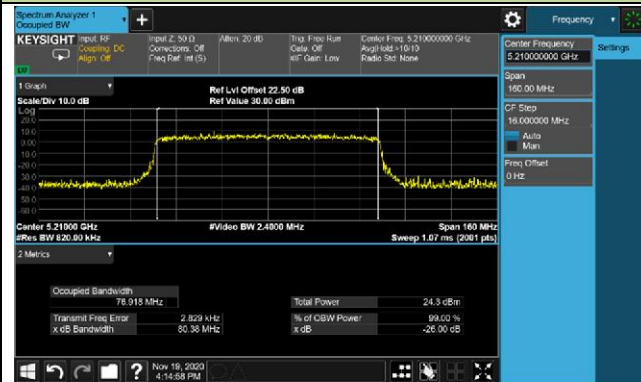 Spectrum Analyzer 1
Occupied BW
Frequency
KEYSIGHT
Input: RF
Coupling: DC
Align: Off
Input Z: 50 Ω
Corrections: Off
Freq Ref: Int (S)
Atten: 20 dB
Trig: Free Run
Gate: Off
#IF Gain: Low
Center Freq: 5.210000000 GHz
Avg|Hold:>10/10
Radio Std: None
Center Frequency
5.210000000 GHz
Settings
Span
160.00 MHz
CF Step
16.000000 MHz
Auto
Man
Freq Offset
0 Hz
1 Graph
Scale/Div 10.0 dB
Ref Lvl Offset 22.50 dB
Ref Value 30.00 dBm
Log
20.0
10.0
0.00
-10.0
-20.0
-30.0
-40.0
-50.0
-60.0
Center 5.21000 GHz
#Video BW 2.4000 MHz
Span 160 MHz
#Res BW 820.00 kHz
Sweep 1.07 ms (2001 pts)
2 Metrics
Occupied Bandwidth
76.918 MHz
Total Power
24.3 dBm
Transmit Freq Error
2.829 kHz
% of OBW Power
99.00 %
x dB Bandwidth
80.38 MHz
x dB
-26.00 dB
Nov 19, 2020
4:14:58 PM